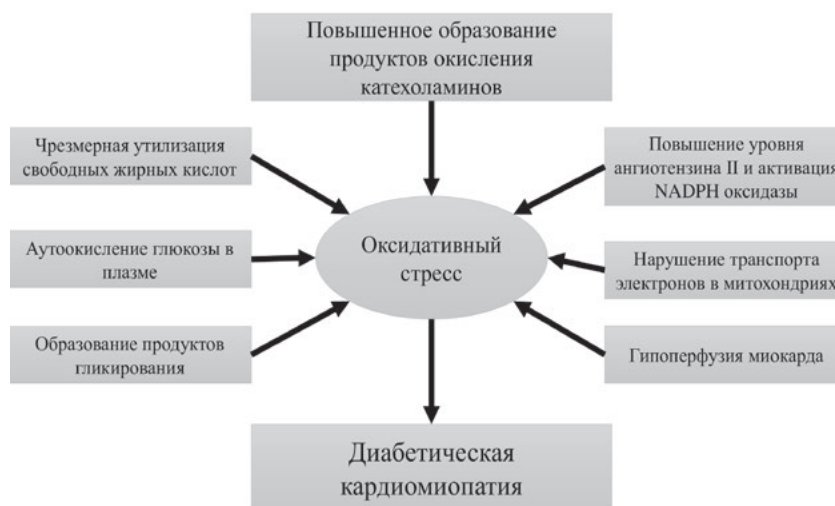 Повышенное образование
продуктов окисления
катехоламинов
Чрезмерная утилизация
свободных жирных кислот
Повышение уровня
ангиотензина II и активация
NADPH оксидазы
Аутоокисление глюкозы в
плазме
Оксидативный
стресс
Нарушение транспорта
электронов в митохондриях
Образование продуктов
гликирования
Гипоперфузия миокарда
Диабетическая
кардиомиопатия